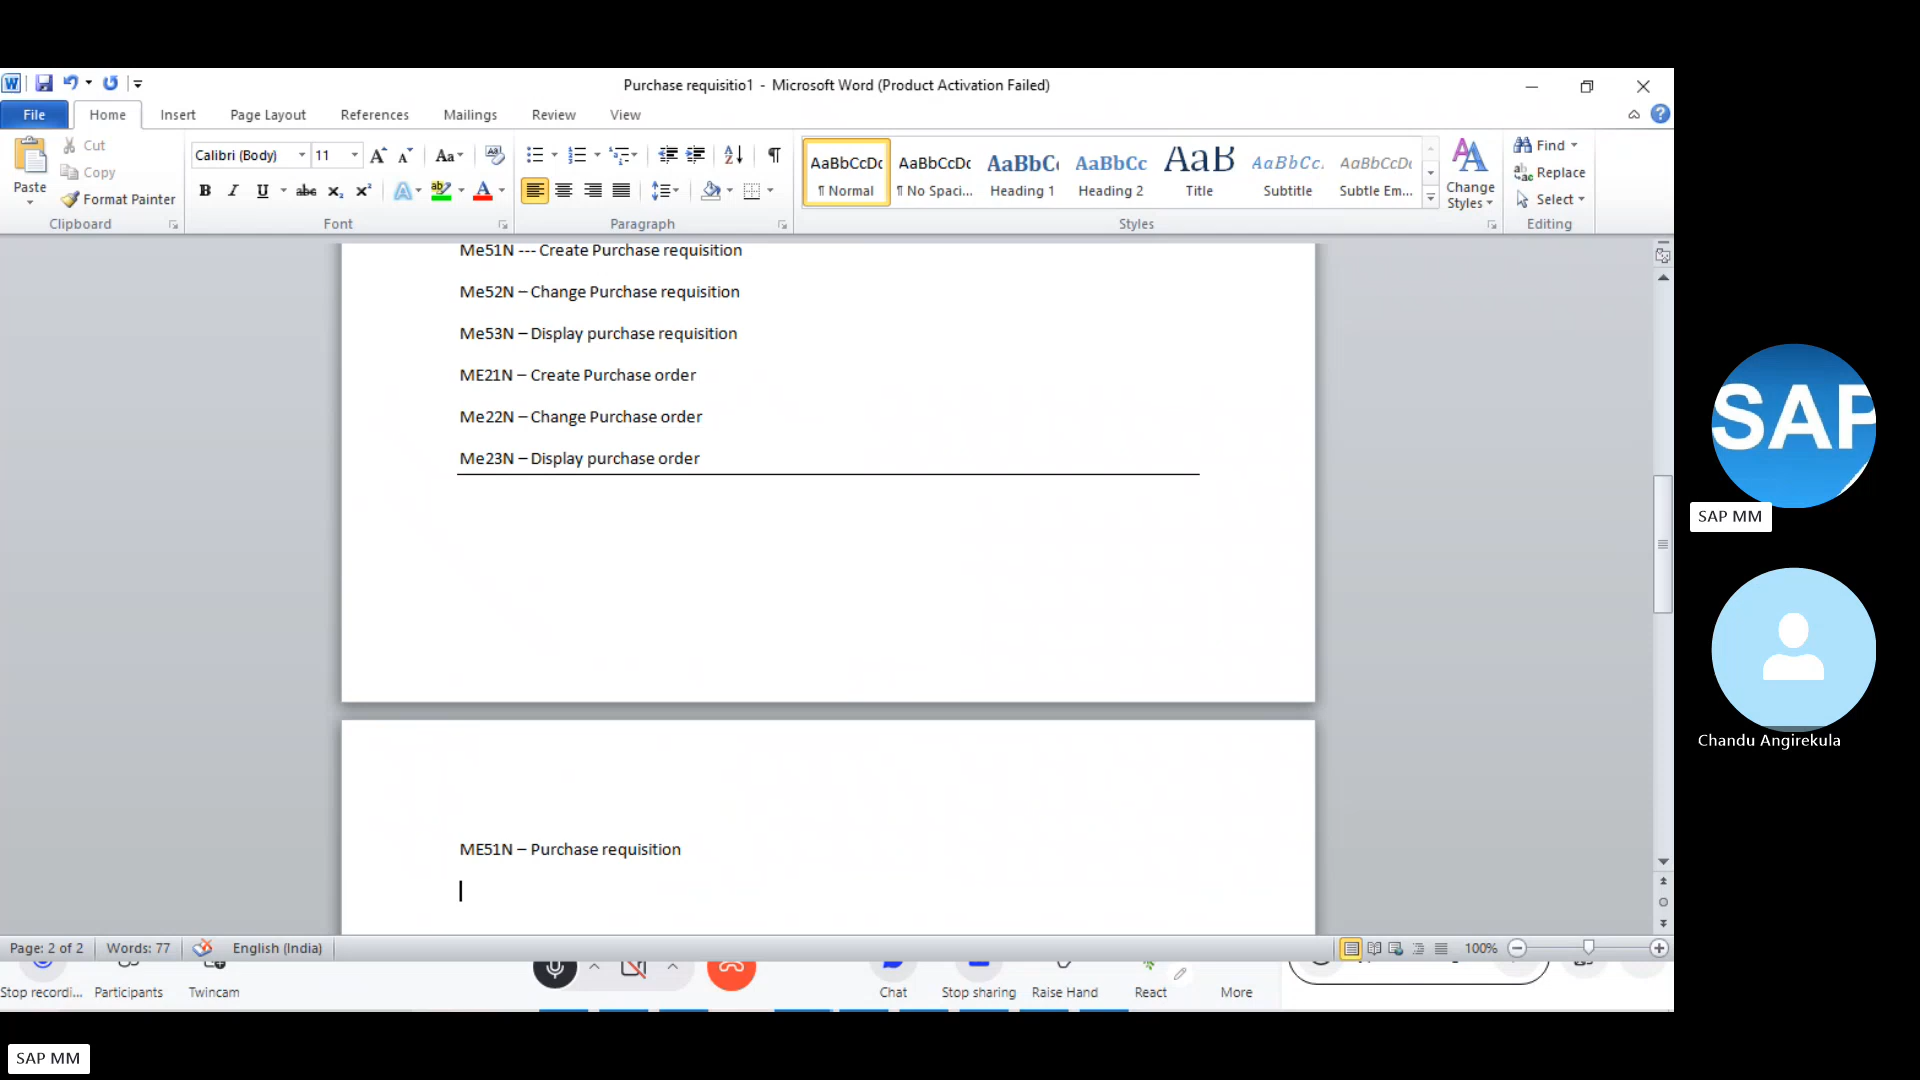 Purchase requisitio1 - Microsoft Word (Product Activation Failed)
File Home Insert Page Layout References Mailings Review View
Paste
Cut
Copy
Format Painter
Clipboard
Calibri (Body) 11
Font
Paragraph
AaBbCcDc AaBbCcDc AaBbC AaBbCc AaB AaBbCc. AaBbCcDc
¶ Normal ¶ No Spaci... Heading 1 Heading 2 Title Subtitle Subtle Em...
Styles
Change
Styles
Find
Replace
Select
Editing
Me51N --- Create Purchase requisition
Me52N – Change Purchase requisition
Me53N – Display purchase requisition
ME21N – Create Purchase order
Me22N – Change Purchase order
Me23N – Display purchase order
ME51N – Purchase requisition
Page: 2 of 2 Words: 77 English (India) 100%
Stop recordi... Participants Twincam Chat Stop sharing Raise Hand React More
SAP
SAP MM
Chandu Angirekula
SAP MM